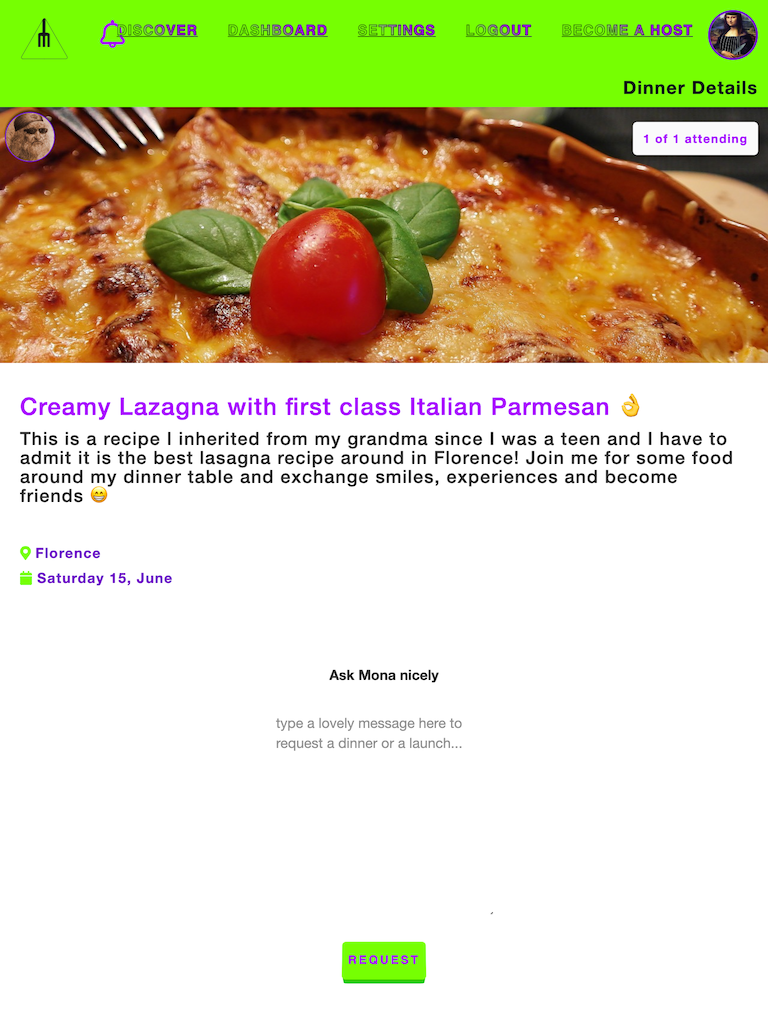 DISCOVER DASHBOARD SETTINGS LOGOUT BECOME A HOST
Dinner Details
1 of 1 attending
Creamy Lazagna with first class Italian Parmesan 👌
This is a recipe I inherited from my grandma since I was a teen and I have to
admit it is the best lasagna recipe around in Florence! Join me for some food
around my dinner table and exchange smiles, experiences and become
friends 😁
Florence
Saturday 15, June
Ask Mona nicely
type a lovely message here to
request a dinner or a launch...
REQUEST